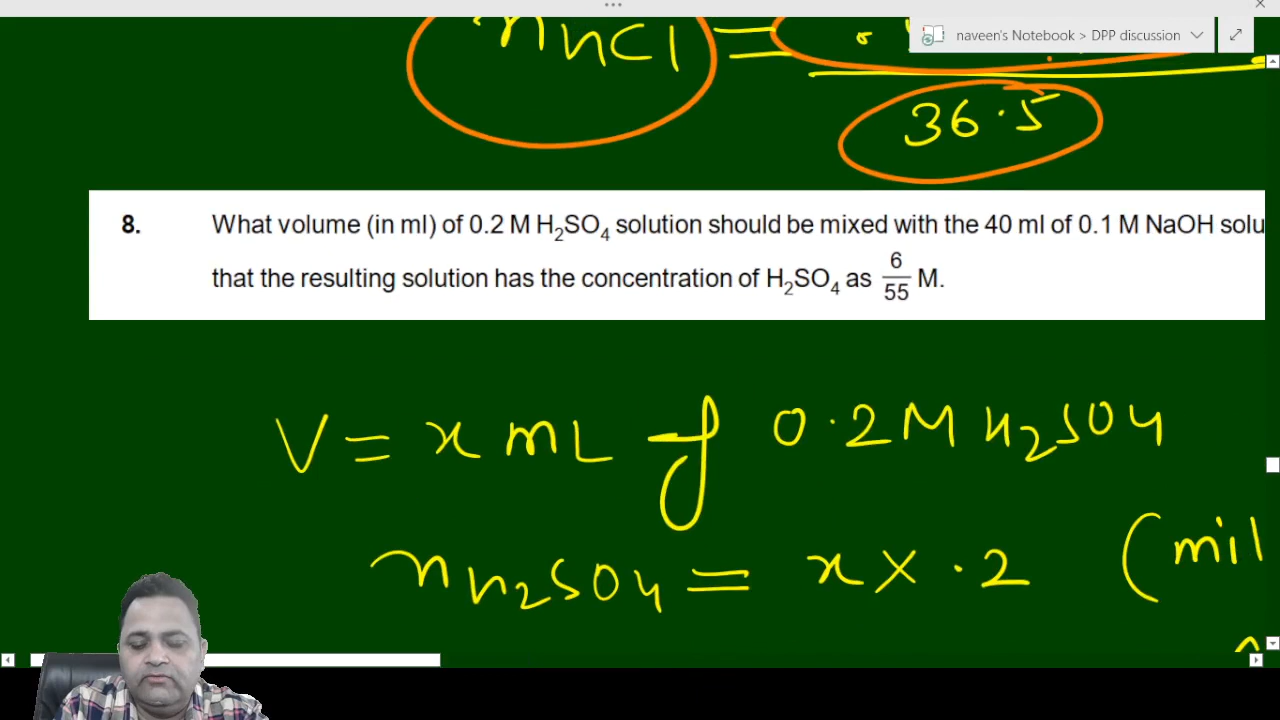 naveen's Notebook > DPP discussion
nHCl =
36.5
8. What volume (in ml) of 0.2 M H₂SO₄ solution should be mixed with the 40 ml of 0.1 M NaOH solu
that the resulting solution has the concentration of H₂SO₄ as 6/55 M.
V = x mL of 0.2 M H₂SO₄
nH₂SO₄ = x × .2 (mil